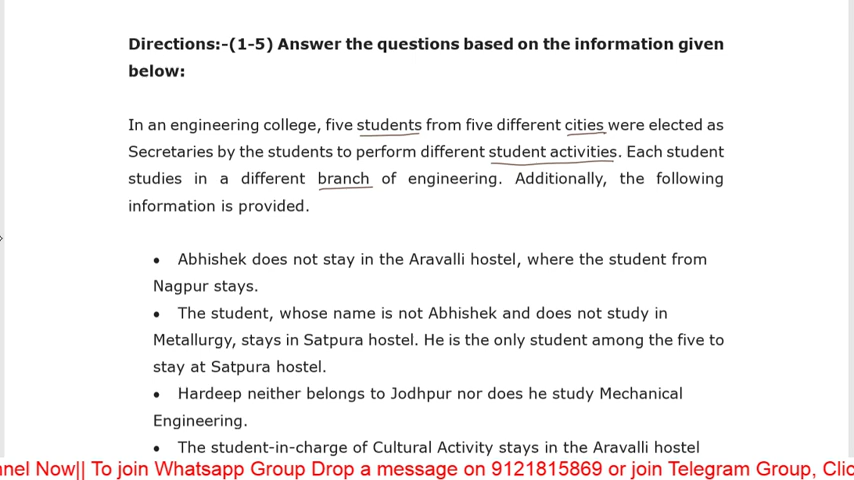 Directions:-(1-5) Answer the questions based on the information given
below:
In an engineering college, five students from five different cities were elected as
Secretaries by the students to perform different student activities. Each student
studies in a different branch of engineering. Additionally, the following
information is provided.
• Abhishek does not stay in the Aravalli hostel, where the student from
Nagpur stays.
• The student, whose name is not Abhishek and does not study in
Metallurgy, stays in Satpura hostel. He is the only student among the five to
stay at Satpura hostel.
• Hardeep neither belongs to Jodhpur nor does he study Mechanical
Engineering.
• The student-in-charge of Cultural Activity stays in the Aravalli hostel
Now|| To join Whatsapp Group Drop a message on 9121815869 or join Telegram Group,